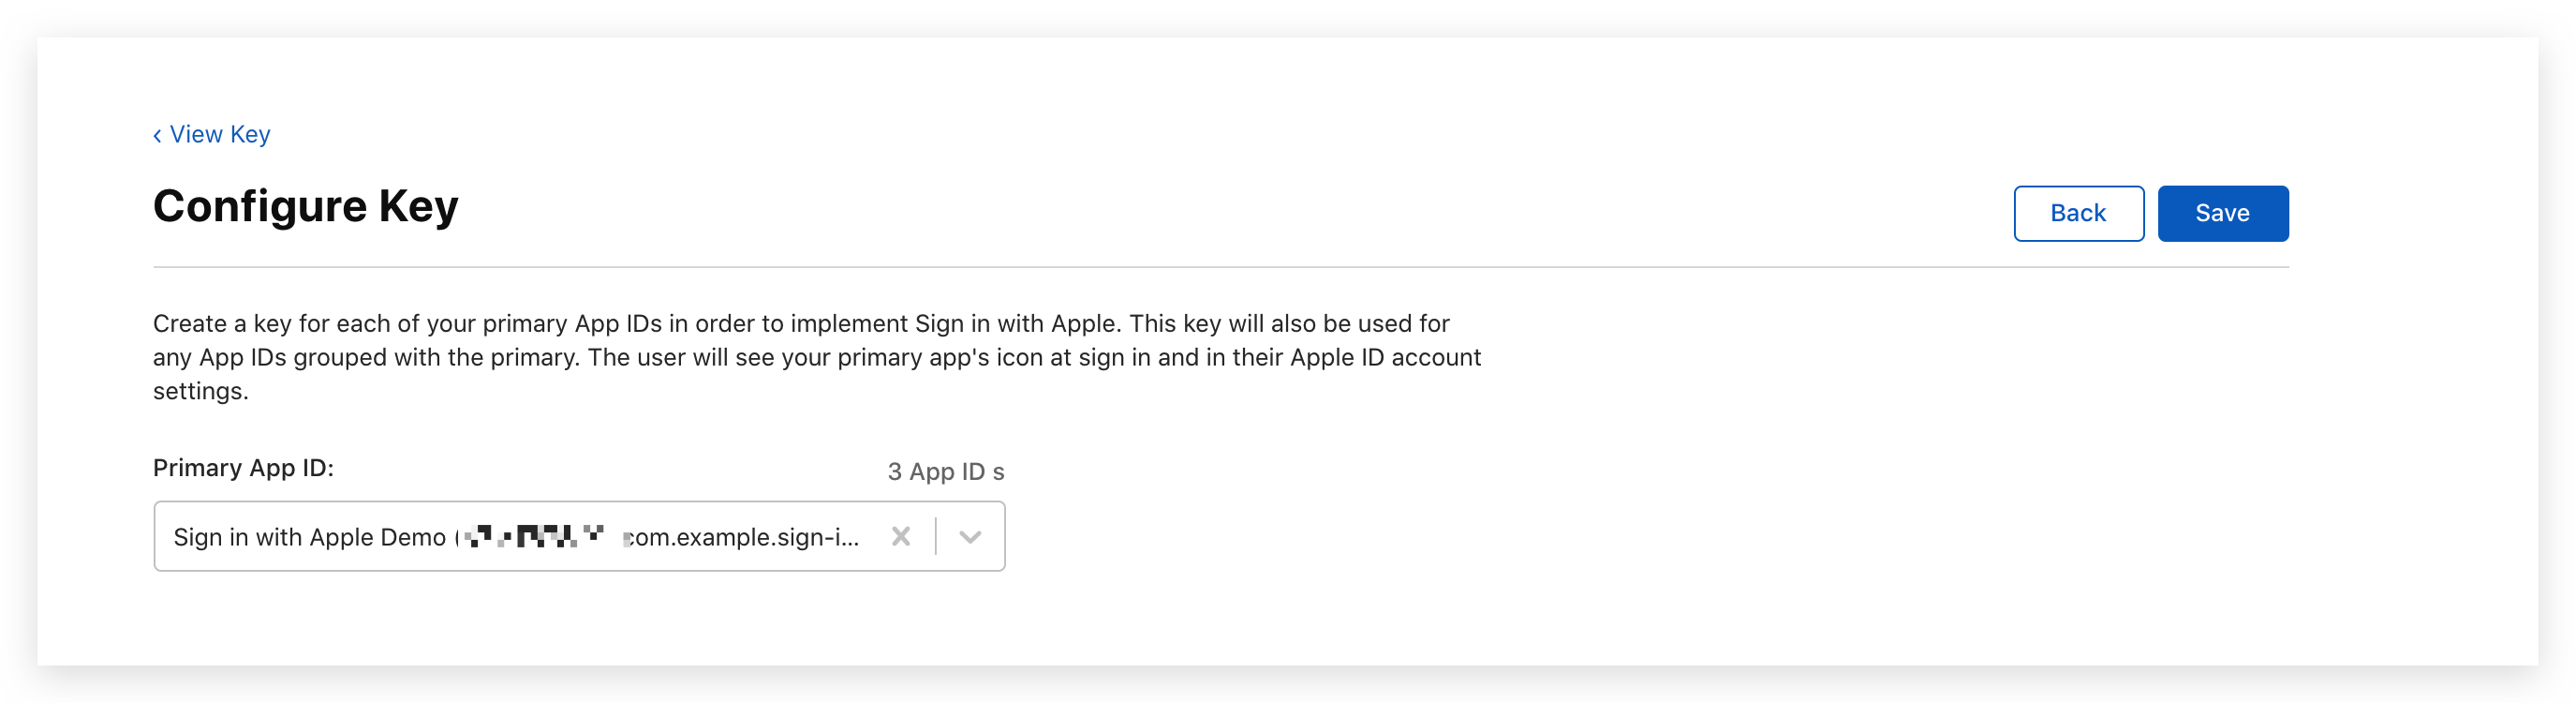 ‹ View Key
Configure Key
Back
Save
Create a key for each of your primary App IDs in order to implement Sign in with Apple. This key will also be used for
any App IDs grouped with the primary. The user will see your primary app's icon at sign in and in their Apple ID account
settings.
Primary App ID:
3 App ID s
Sign in with Apple Demo ( com.example.sign-i...